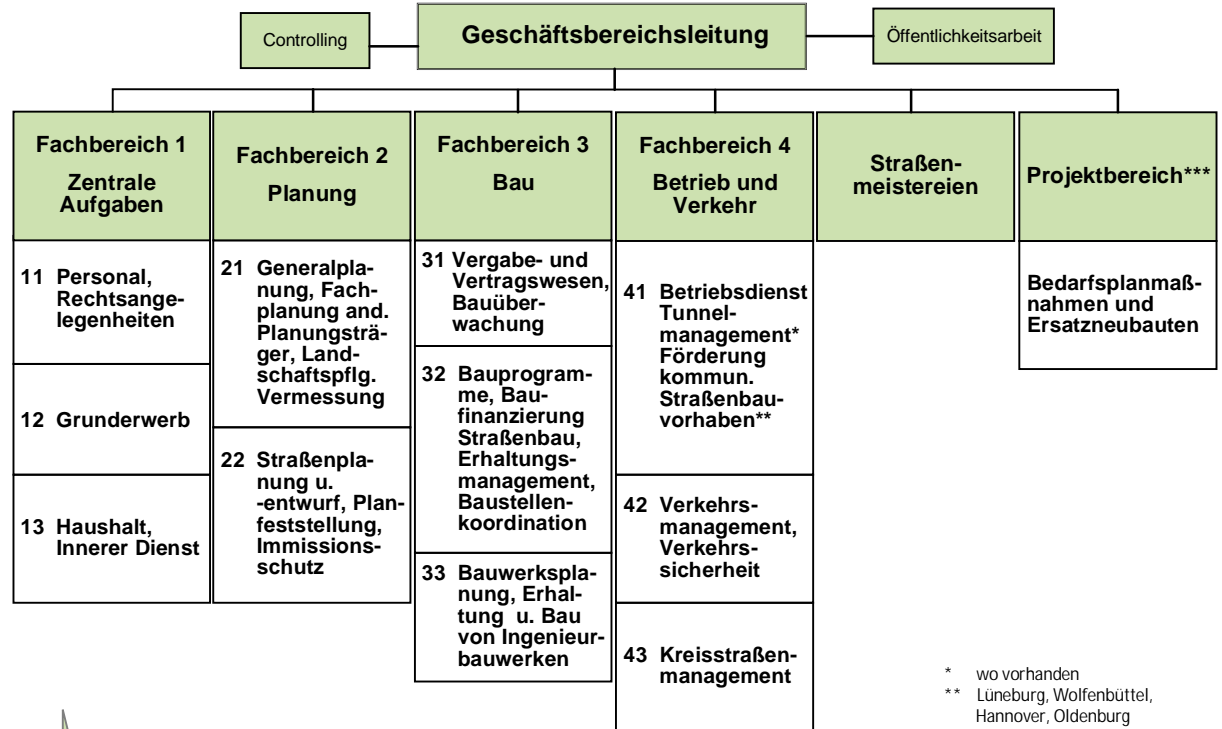 Controlling
Geschäftsbereichsleitung
Öffentlichkeitsarbeit
Fachbereich 1
Zentrale
Aufgaben
11 Personal,
Rechtsange-
legenheiten
12 Grunderwerb
13 Haushalt,
Innerer Dienst
Fachbereich 2
Planung
21 Generalpla-
nung, Fach-
planung and.
Planungsträ-
ger, Land-
schaftspflg.
Vermessung
22 Straßenpla-
nung u.
-entwurf, Plan-
feststellung,
Immissions-
schutz
Fachbereich 3
Bau
31 Vergabe- und
Vertragswesen,
Bauüber-
wachung
32 Bauprogram-
me, Bau-
finanzierung
Straßenbau,
Erhaltungs-
management,
Baustellen-
koordination
33 Bauwerkspla-
nung, Erhal-
tung u. Bau
von Ingenieur-
bauwerken
Fachbereich 4
Betrieb und
Verkehr
41 Betriebsdienst
Tunnel-
management*
Förderung
kommun.
Straßenbau-
vorhaben**
42 Verkehrs-
management,
Verkehrs-
sicherheit
43 Kreisstraßen-
management
Straßen-
meistereien
Projektbereich***
Bedarfsplanmaß-
nahmen und
Ersatzneubauten
* wo vorhanden
** Lüneburg, Wolfenbüttel,
Hannover, Oldenburg